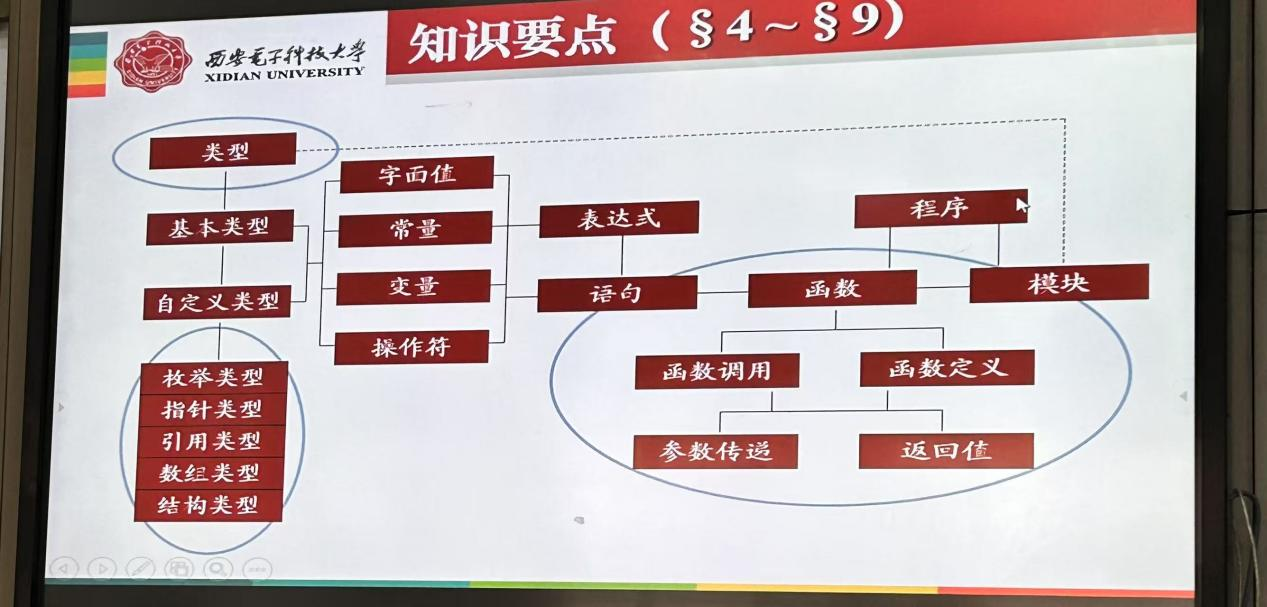 知识要点（§4～§9）
西安电子科技大学
XIDIAN UNIVERSITY
类型
字面值
程序
表达式
基本类型
常量
模块
变量
语句
函数
自定义类型
操作符
函数调用
函数定义
枚举类型
指针类型
引用类型
参数传递
返回值
数组类型
结构类型